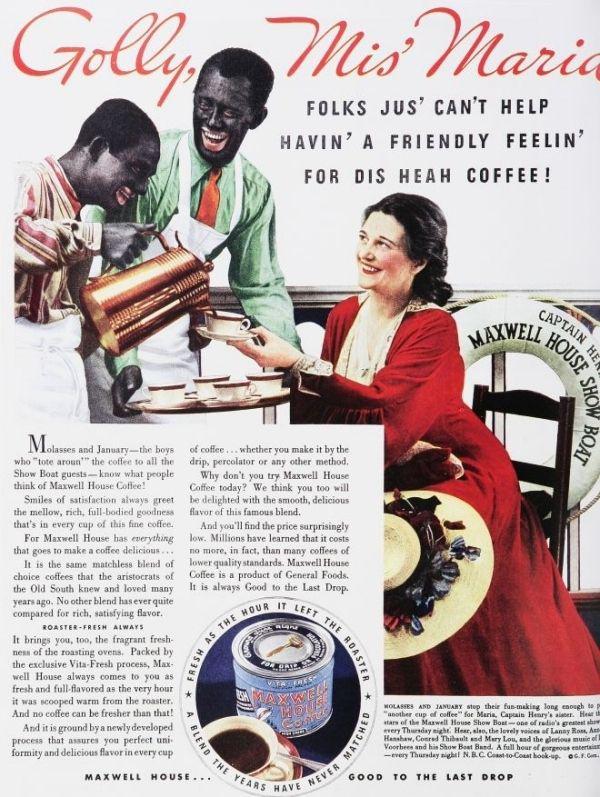 Golly, Mis' Maria
FOLKS JUS' CAN'T HELP
HAVIN' A FRIENDLY FEELIN'
FOR DIS HEAH COFFEE!
CAPTAIN HEN
MAXWELL HOUSE SHOW BOAT
Molasses and January—the boys
who "tote aroun'" the coffee to all the
Show Boat guests—know what people
think of Maxwell House Coffee!
Smiles of satisfaction always greet
the mellow, rich, full-bodied goodness
that's in every cup of this fine coffee.
For Maxwell House has everything
that goes to make a coffee delicious . . .
It is the same matchless blend of
choice coffees that the aristocrats of
the Old South knew and loved many
years ago. No other blend has ever quite
compared for rich, satisfying flavor.
ROASTER-FRESH ALWAYS
It brings you, too, the fragrant fresh-
ness of the roasting ovens. Packed by
the exclusive Vita-Fresh process, Max-
well House always comes to you as
fresh and full-flavored as the very hour
it was scooped warm from the roaster.
And no coffee can be fresher than that!
And it is ground by a newly developed
process that assures you perfect uni-
formity and delicious flavor in every cup
of coffee . . . whether you make it by the
drip, percolator or any other method.
Why don't you try Maxwell House
Coffee today? We think you too will
be delighted with the smooth, delicious
flavor of this famous blend.
And you'll find the price surprisingly
low. Millions have learned that it costs
no more, in fact, than many coffees of
lower quality standards. Maxwell House
Coffee is a product of General Foods.
It is always Good to the Last Drop.
FRESH AS THE HOUR IT LEFT THE ROASTER
A BLEND THE YEARS HAVE NEVER MATCHED
VITA-FRESH
MAXWELL
HOUSE
COFFEE
MOLASSES AND JANUARY stop their fun-making long enough to p
"another cup of coffee" for Maria, Captain Henry's sister. Hear th
stars of the Maxwell House Show Boat—one of radio's greatest show
every Thursday night. Hear, also, the lovely voices of Lanny Ross, Ann
Hanshaw, Conrad Thibault and Mary Lou, and the glorious music of
Voorhees and his Show Boat Band. A full hour of gorgeous entertainm
—every Thursday night! N.B.C. Coast-to-Coast hook-up. ©G.F. Corp.
MAXWELL HOUSE . . . GOOD TO THE LAST DROP